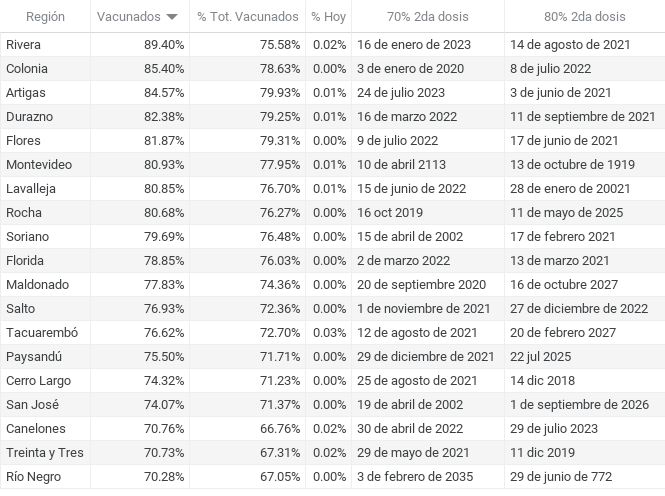 Región Vacunados % Tot. Vacunados % Hoy 70% 2da dosis 80% 2da dosis
Rivera 89.40% 75.58% 0.02% 16 de enero de 2023 14 de agosto de 2021
Colonia 85.40% 78.63% 0.00% 3 de enero de 2020 8 de julio 2022
Artigas 84.57% 79.93% 0.01% 24 de julio 2023 3 de junio de 2021
Durazno 82.38% 79.25% 0.01% 16 de marzo 2022 11 de septiembre de 2021
Flores 81.87% 79.31% 0.00% 9 de julio 2022 17 de junio de 2021
Montevideo 80.93% 77.95% 0.01% 10 de abril 2113 13 de octubre de 1919
Lavalleja 80.85% 76.70% 0.01% 15 de junio de 2022 28 de enero de 20021
Rocha 80.68% 76.27% 0.00% 16 oct 2019 11 de mayo de 2025
Soriano 79.69% 76.48% 0.00% 15 de abril de 2002 17 de febrero 2021
Florida 78.85% 76.03% 0.00% 2 de marzo 2022 13 de marzo 2021
Maldonado 77.83% 74.36% 0.00% 20 de septiembre 2020 16 de octubre 2027
Salto 76.93% 72.36% 0.00% 1 de noviembre de 2021 27 de diciembre de 2022
Tacuarembó 76.62% 72.70% 0.03% 12 de agosto de 2021 20 de febrero 2027
Paysandú 75.50% 71.71% 0.00% 29 de diciembre de 2021 22 jul 2025
Cerro Largo 74.32% 71.23% 0.00% 25 de agosto de 2021 14 dic 2018
San José 74.07% 71.37% 0.00% 19 de abril de 2002 1 de septiembre de 2026
Canelones 70.76% 66.76% 0.02% 30 de abril de 2022 29 de julio 2023
Treinta y Tres 70.73% 67.31% 0.02% 29 de mayo de 2021 11 dic 2019
Río Negro 70.28% 67.05% 0.00% 3 de febrero de 2035 29 de junio de 772